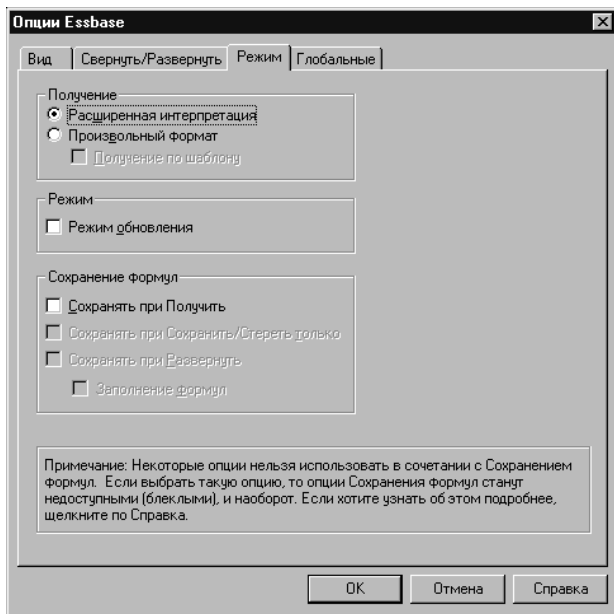 Опции Essbase
Вид Свернуть/Развернуть Режим Глобальные
Получение
Расширенная интерпретация
Произвольный формат
Получение по шаблону
Режим
Режим обновления
Сохранение формул
Сохранять при Получить
Сохранять при Сохранить/Стереть только
Сохранять при Развернуть
Заполнение формул
Примечание: Некоторые опции нельзя использовать в сочетании с Сохранением
формул. Если выбрать такую опцию, то опции Сохранения формул станут
недоступными (блеклыми), и наоборот. Если хотите узнать об этом подробнее,
щелкните по Справка.
OK Отмена Справка